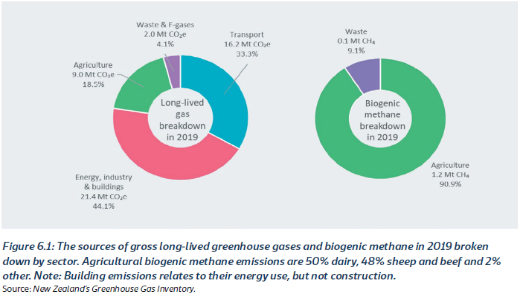 Waste & F-gases
2.0 Mt CO₂e
4.1%
Transport
16.2 Mt CO₂e
33.3%
Agriculture
9.0 Mt CO₂e
18.5%
Long-lived
gas
breakdown
in 2019
Energy, industry
& buildings
21.4 Mt CO₂e
44.1%
Waste
0.1 Mt CH₄
9.1%
Biogenic
methane
breakdown
in 2019
Agriculture
1.2 Mt CH₄
90.9%
Figure 6.1: The sources of gross long-lived greenhouse gases and biogenic methane in 2019 broken
down by sector. Agricultural biogenic methane emissions are 50% dairy, 48% sheep and beef and 2%
other. Note: Building emissions relates to their energy use, but not construction.
Source: New Zealand's Greenhouse Gas Inventory.